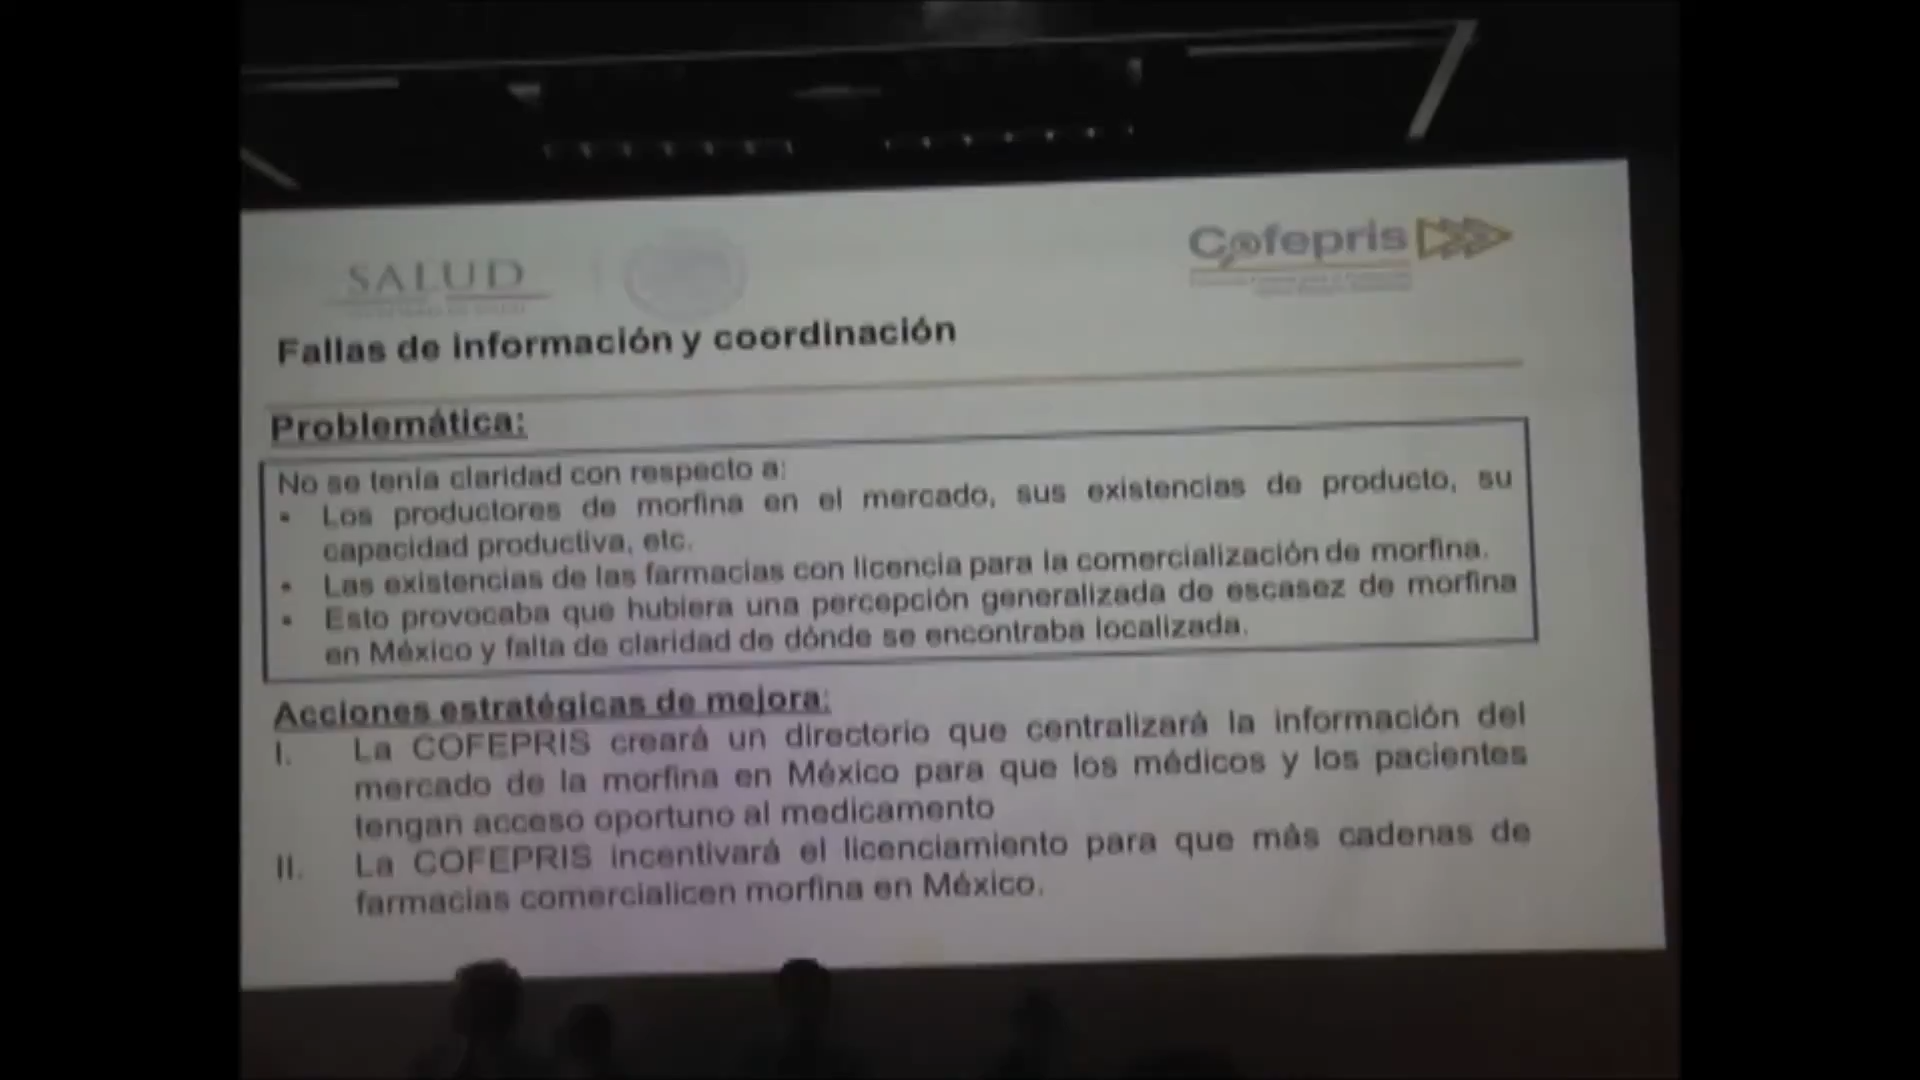 SALUD
Cofepris
Fallas de información y coordinación
Problemática:
No se tenía claridad con respecto a:
• Los productores de morfina en el mercado, sus existencias de producto, su
capacidad productiva, etc.
• Las existencias de las farmacias con licencia para la comercialización de morfina.
• Esto provocaba que hubiera una percepción generalizada de escasez de morfina
en México y falta de claridad de dónde se encontraba localizada.
Acciones estratégicas de mejora:
I. La COFEPRIS creará un directorio que centralizará la información del
mercado de la morfina en México para que los médicos y los pacientes
tengan acceso oportuno al medicamento
II. La COFEPRIS incentivará el licenciamiento para que más cadenas de
farmacias comercialicen morfina en México.